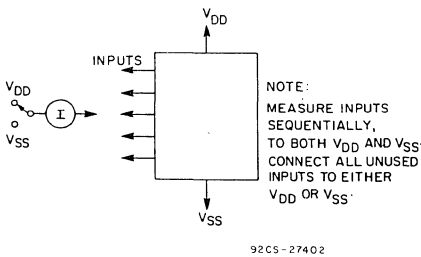 VDD
INPUTS
VDD
I
VSS
NOTE:
MEASURE INPUTS
SEQUENTIALLY,
TO BOTH VDD AND VSS.
CONNECT ALL UNUSED
INPUTS TO EITHER
VDD OR VSS.
VSS
92CS-27402